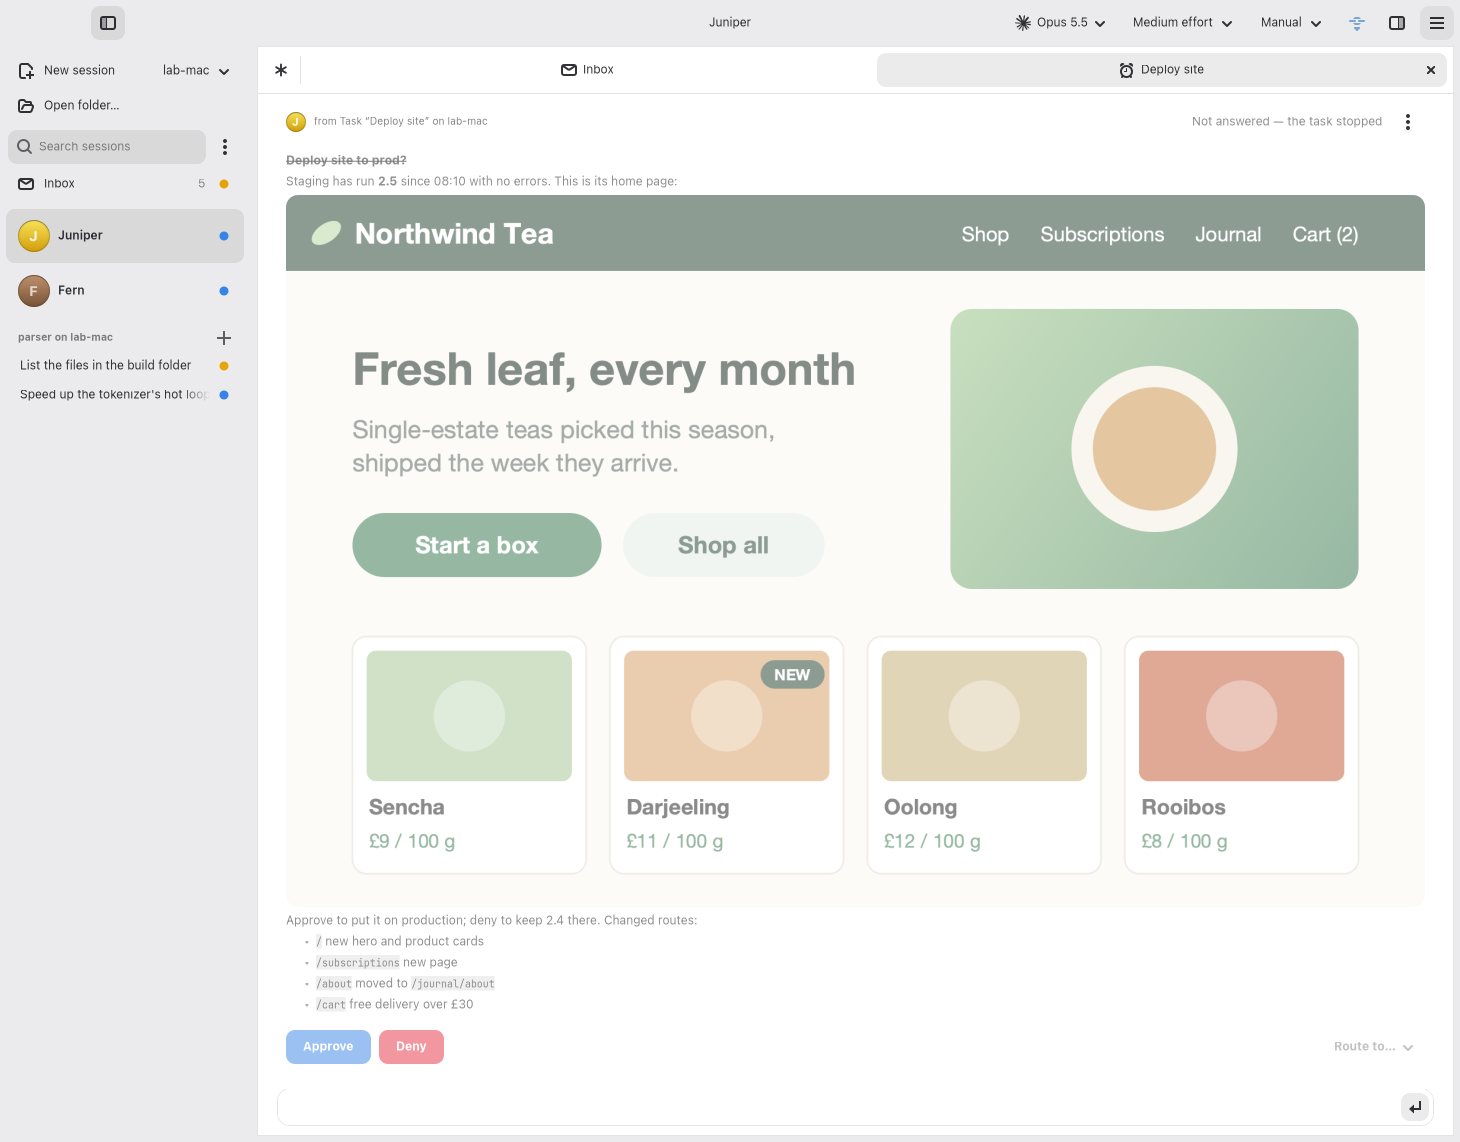 Juniper
Opus 5.5
Medium effort
Manual
New session
lab-mac
Open folder...
Search sessions
Inbox
5
J
Juniper
F
Fern
parser on lab-mac
List the files in the build folder
Speed up the tokenizer's hot loop
Inbox
Deploy site
J
from Task “Deploy site” on lab-mac
Not answered — the task stopped
Deploy site to prod?
Staging has run 2.5 since 08:10 with no errors. This is its home page:
Northwind Tea
Shop
Subscriptions
Journal
Cart (2)
Fresh leaf, every month
Single-estate teas picked this season,
shipped the week they arrive.
Start a box
Shop all
NEW
Sencha
£9 / 100 g
Darjeeling
£11 / 100 g
Oolong
£12 / 100 g
Rooibos
£8 / 100 g
Approve to put it on production; deny to keep 2.4 there. Changed routes:
- / new hero and product cards
- /subscriptions new page
- /about moved to /journal/about
- /cart free delivery over £30
Approve
Deny
Route to...